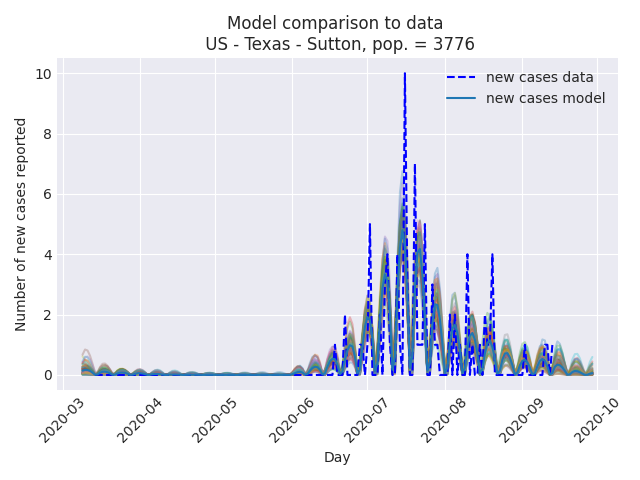 Model comparison to data
US - Texas - Sutton, pop. = 3776
new cases data
new cases model
Number of new cases reported
10
8
6
4
2
0
2020-03
2020-04
2020-05
2020-06
2020-07
2020-08
2020-09
2020-10
Day